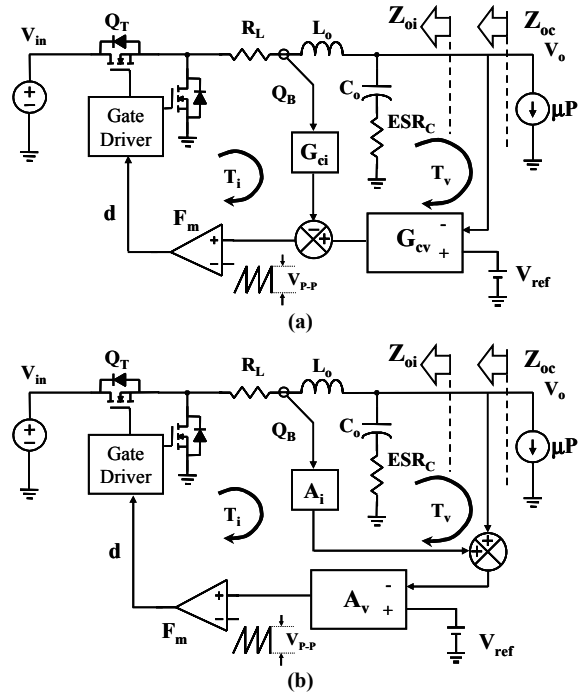 Q_T
V_in
R_L
L_o
Z_oi
Z_oc
V_o
Q_B
C_o
ESR_C
µP
Gate
Driver
G_ci
T_i
T_v
d
F_m
-
+
G_cv
-
+
+
-
V_P-P
V_ref
(a)
Q_T
V_in
R_L
L_o
Z_oi
Z_oc
V_o
Q_B
C_o
ESR_C
µP
Gate
Driver
A_i
T_i
T_v
+
+
d
F_m
+
-
A_v
-
+
V_P-P
V_ref
(b)